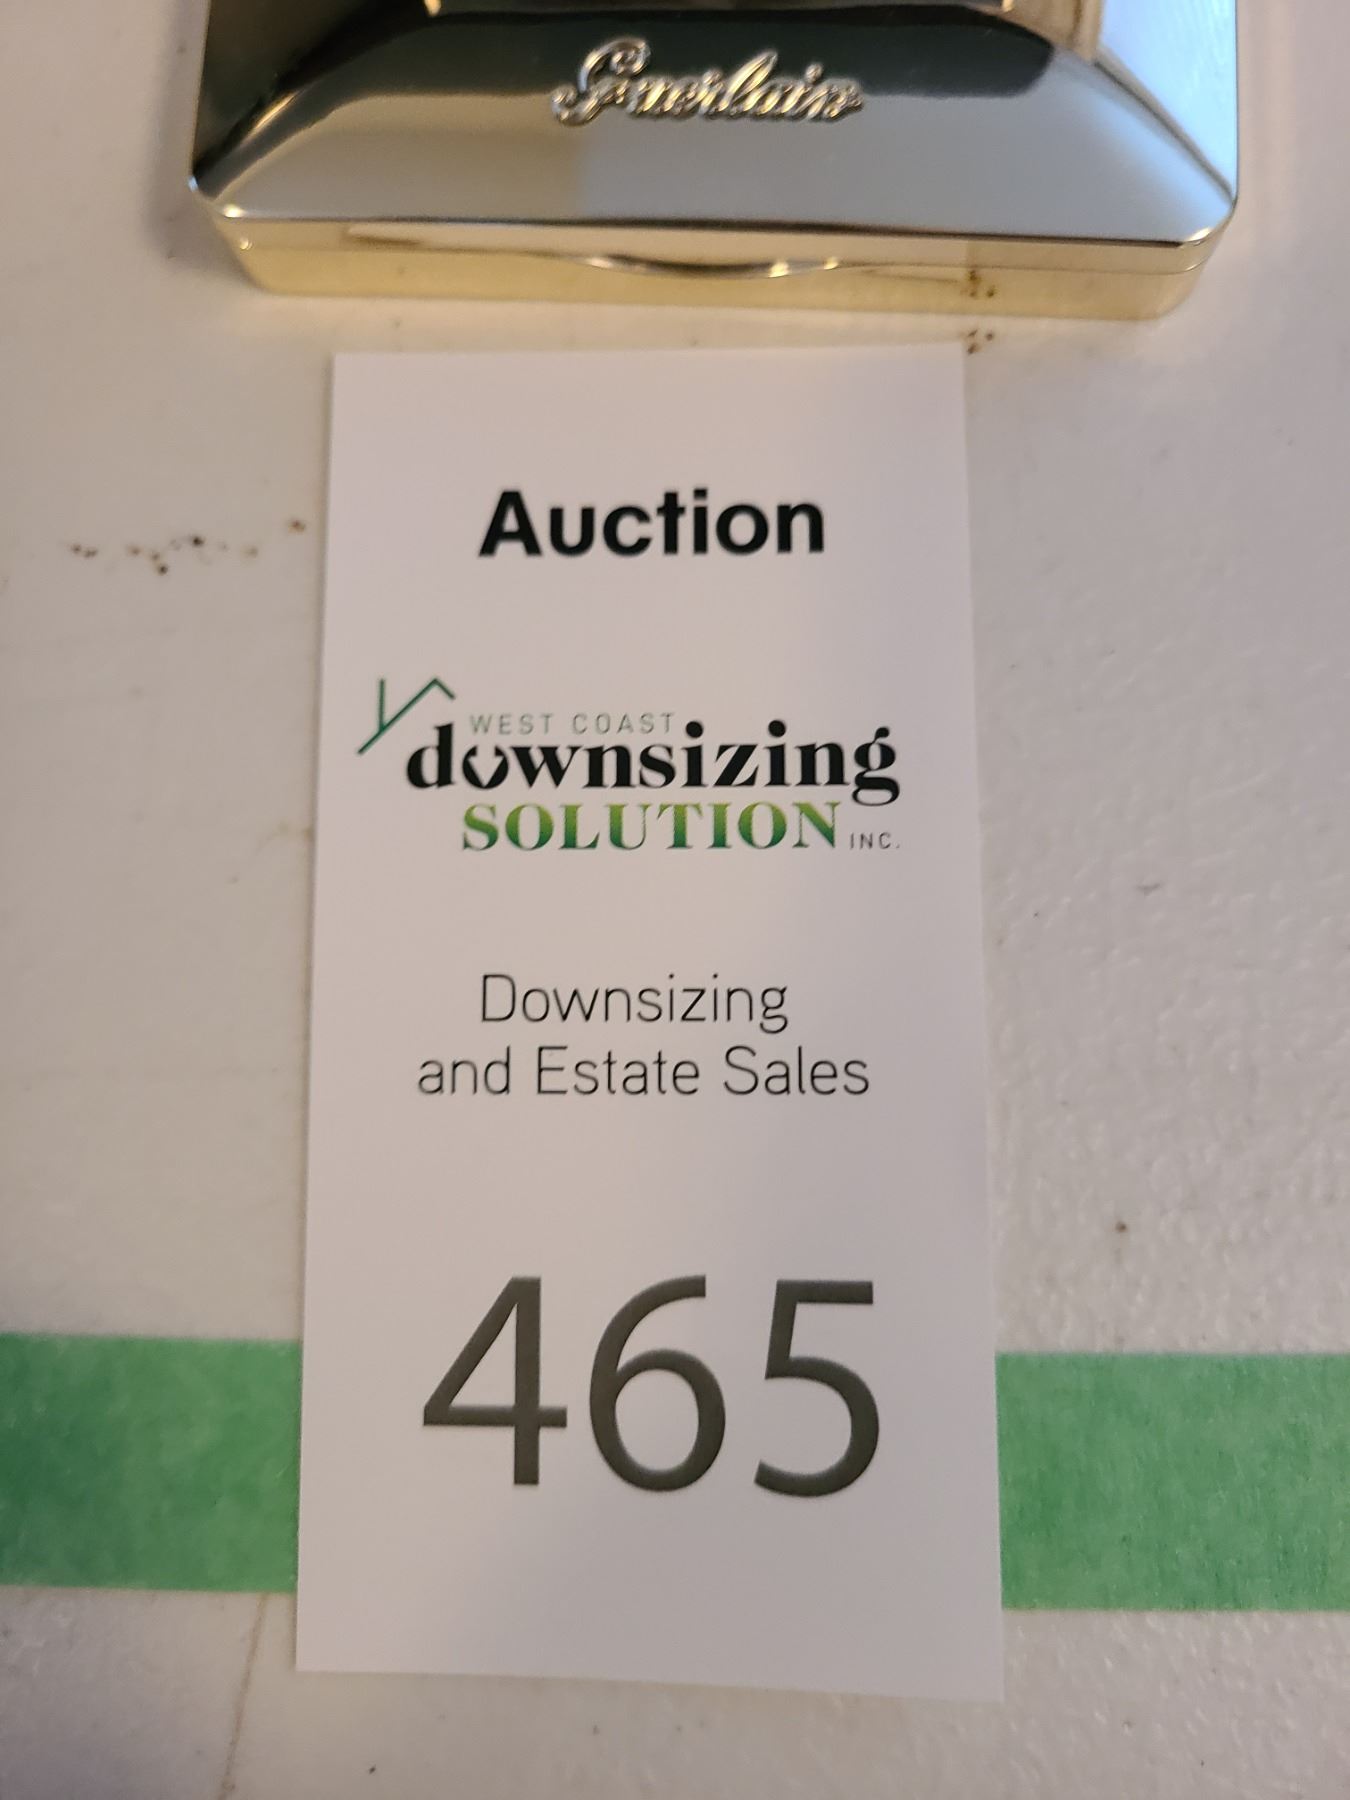 Guerlain
Auction
WEST COAST
downsizing
SOLUTION INC.
Downsizing
and Estate Sales
465